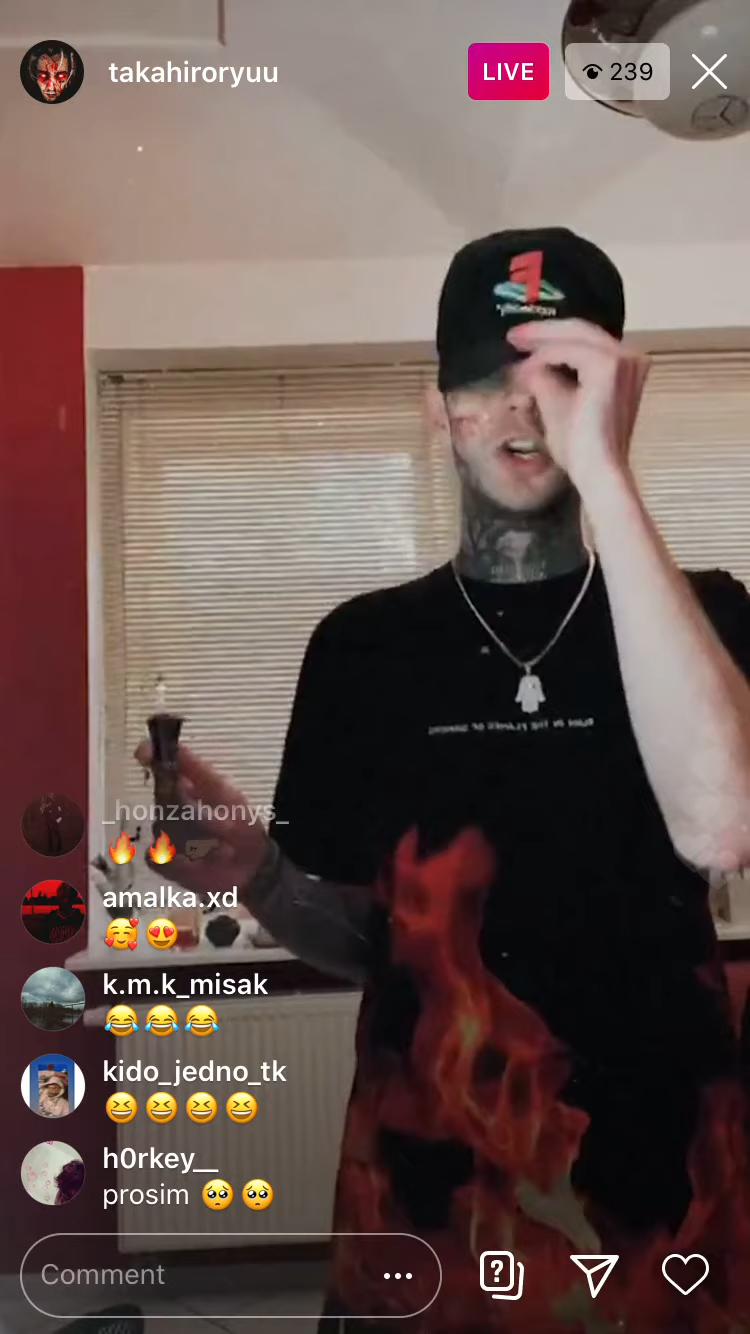 takahiroryuu
LIVE
239
_honzahonys_
🔥🔥
amalka.xd
🥰😍
k.m.k_misak
😂😂😂
kido_jedno_tk
😆😆😆😆
h0rkey__
prosim 🥺🥺
Comment